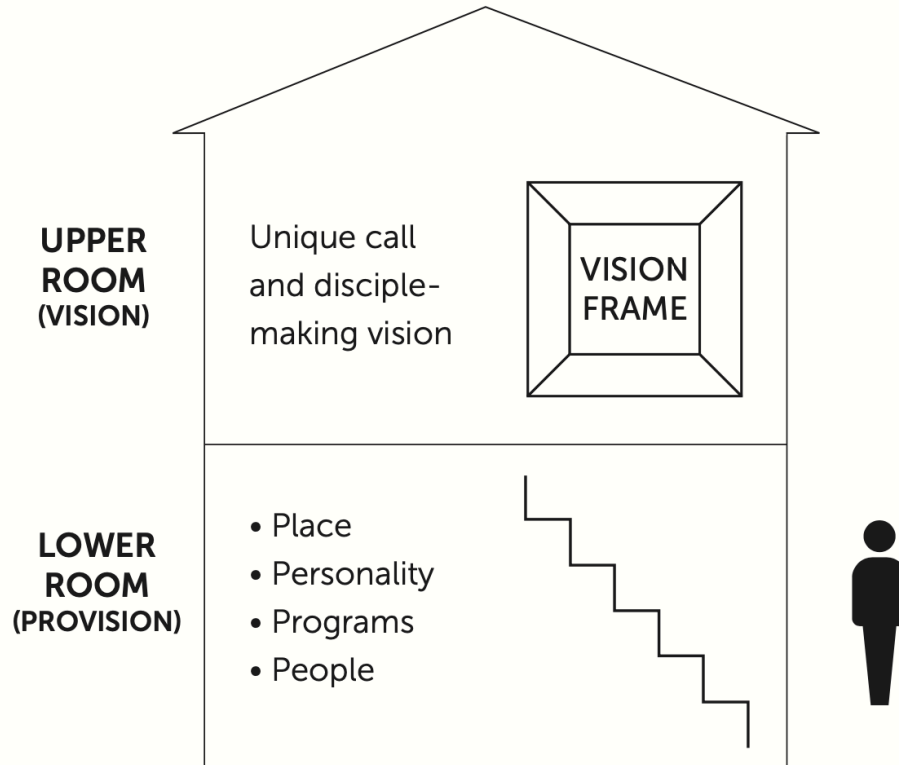 UPPER
ROOM
(VISION)
Unique call
and disciple-
making vision
VISION
FRAME
LOWER
ROOM
(PROVISION)
• Place
• Personality
• Programs
• People